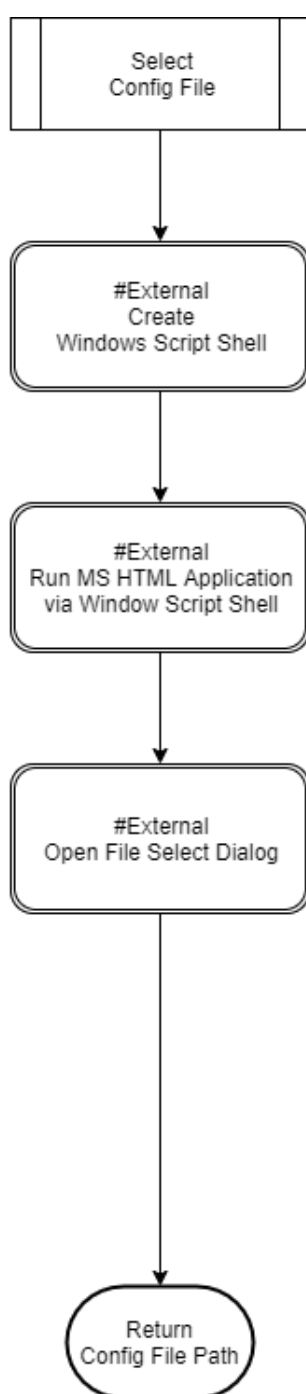 Select
Config File
#External
Create
Windows Script Shell
#External
Run MS HTML Application
via Window Script Shell
#External
Open File Select Dialog
Return
Config File Path